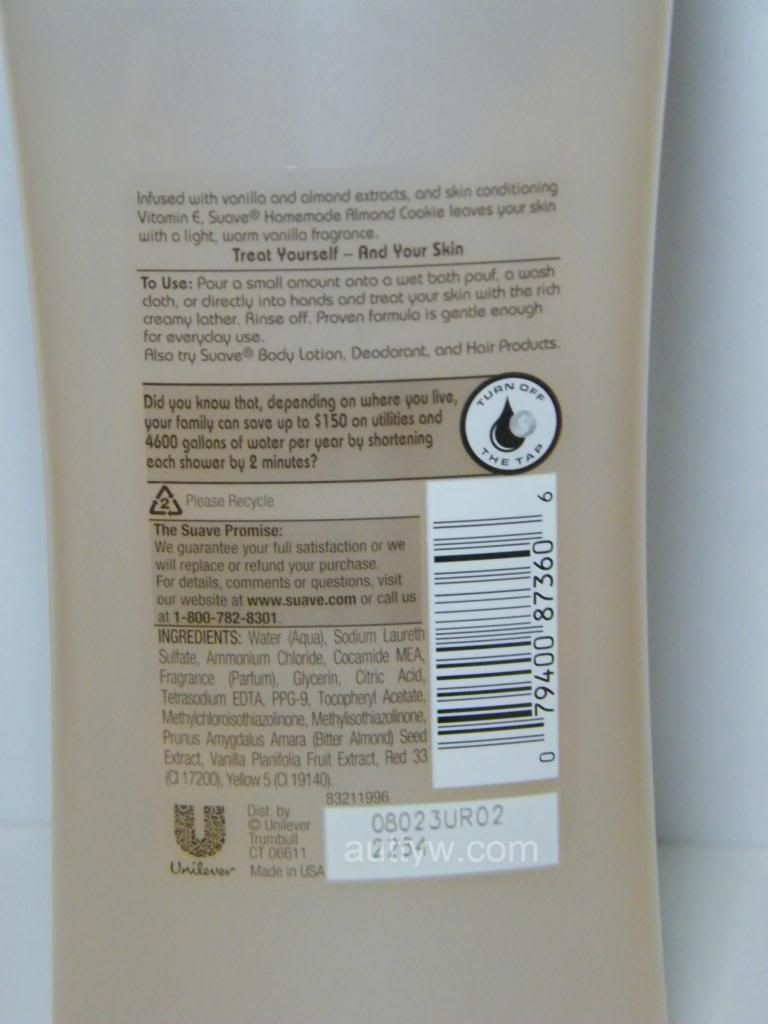 Infused with vanilla and almond extracts, and skin conditioning
Vitamin E, Suave® Homemade Almond Cookie leaves your skin
with a light, warm vanilla fragrance.
Treat Yourself – And Your Skin
To Use: Pour a small amount onto a wet bath pouf, a wash
cloth, or directly into hands and treat your skin with the rich
creamy lather. Rinse off. Proven formula is gentle enough
for everyday use.
Also try Suave® Body Lotion, Deodorant, and Hair Products.
Did you know that, depending on where you live,
your family can save up to $150 on utilities and
4600 gallons of water per year by shortening
each shower by 2 minutes?
TURN OFF
THE TAP
2 Please Recycle
The Suave Promise:
We guarantee your full satisfaction or we
will replace or refund your purchase.
For details, comments or questions, visit
our website at www.suave.com or call us
at 1-800-782-8301.
INGREDIENTS: Water (Aqua), Sodium Laureth
Sulfate, Ammonium Chloride, Cocamide MEA,
Fragrance (Parfum), Glycerin, Citric Acid,
Tetrasodium EDTA, PPG-9, Tocopheryl Acetate,
Methylchloroisothiazolinone, Methylisothiazolinone,
Prunus Amygdalus Amara (Bitter Almond) Seed
Extract, Vanilla Planifolia Fruit Extract, Red 33
(CI 17200), Yellow 5 (CI 19140).
83211996
0 79400 87360 6
Unilever
Dist. by
© Unilever
Trumbull
CT 06611
Made in USA
08023UR02